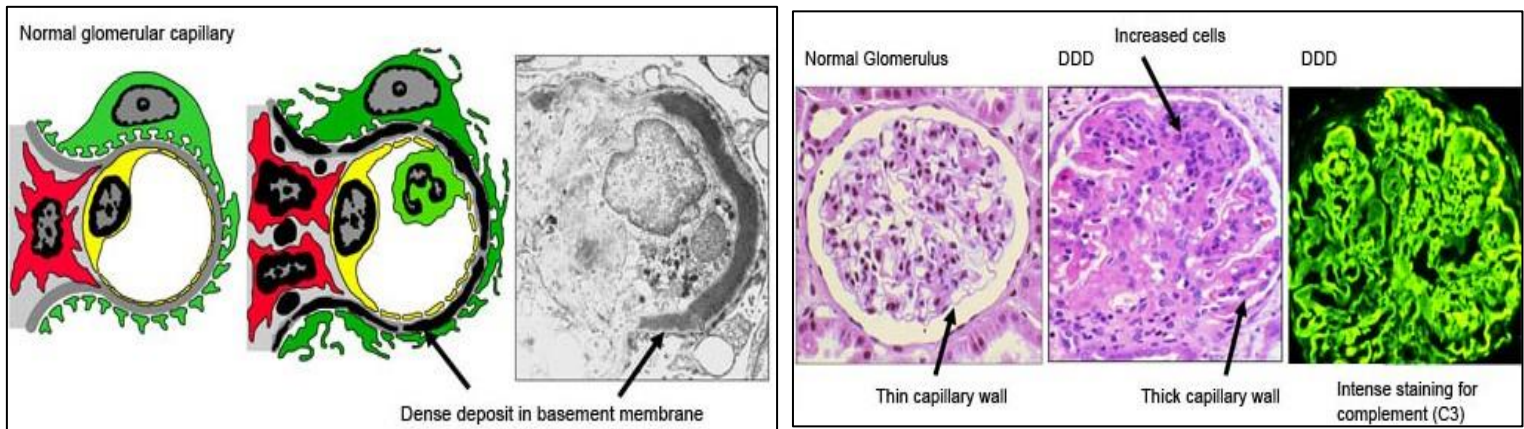 Normal glomerular capillary
Dense deposit in basement membrane
Increased cells
Normal Glomerulus
DDD
DDD
Thin capillary wall
Thick capillary wall
Intense staining for
complement (C3)